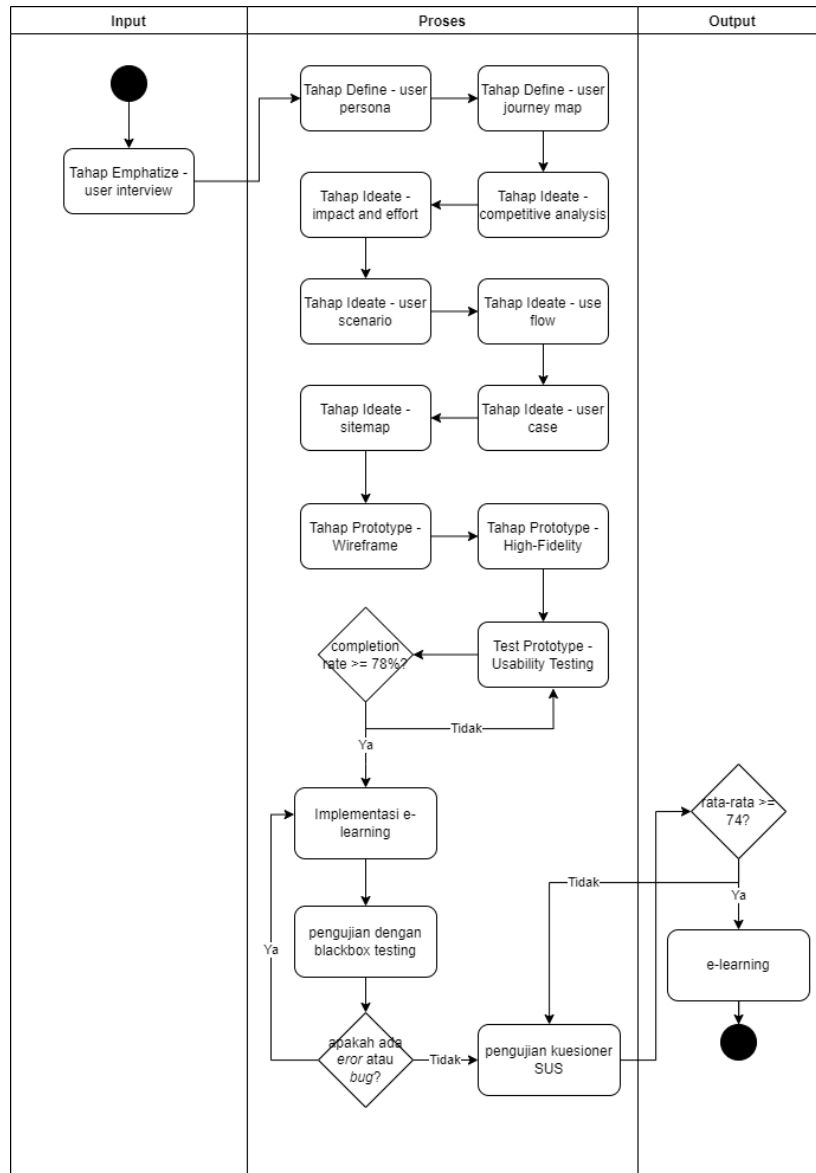 Input
Proses
Output
Tahap Emphatize -
user interview
Tahap Define - user
persona
Tahap Define - user
journey map
Tahap Ideate -
competitive analysis
Tahap Ideate -
impact and effort
Tahap Ideate - user
scenario
Tahap Ideate - use
flow
Tahap Ideate - user
case
Tahap Ideate -
sitemap
Tahap Prototype -
Wireframe
Tahap Prototype -
High-Fidelity
Test Prototype -
Usability Testing
completion
rate >= 78%?
Tidak
Ya
Implementasi e-
learning
pengujian dengan
blackbox testing
apakah ada
eror atau
bug?
Ya
Tidak
pengujian kuesioner
SUS
rata-rata >=
74?
Tidak
Ya
e-learning